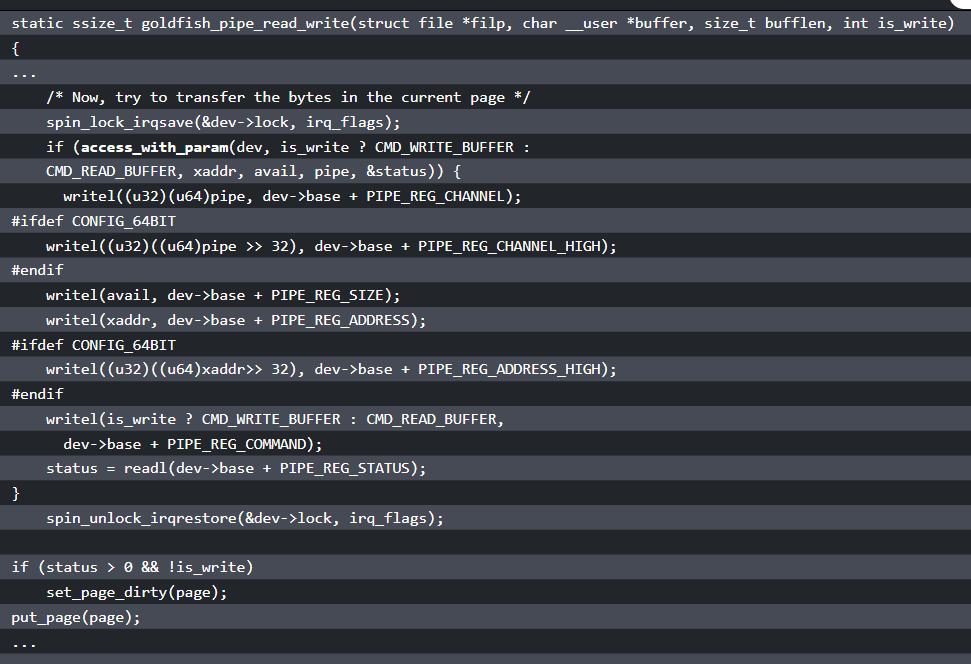 static ssize_t goldfish_pipe_read_write(struct file *filp, char __user *buffer, size_t bufflen, int is_write)
{
...
    /* Now, try to transfer the bytes in the current page */
    spin_lock_irqsave(&dev->lock, irq_flags);
    if (access_with_param(dev, is_write ? CMD_WRITE_BUFFER :
    CMD_READ_BUFFER, xaddr, avail, pipe, &status)) {
      writel((u32)(u64)pipe, dev->base + PIPE_REG_CHANNEL);
#ifdef CONFIG_64BIT
    writel((u32)((u64)pipe >> 32), dev->base + PIPE_REG_CHANNEL_HIGH);
#endif
    writel(avail, dev->base + PIPE_REG_SIZE);
    writel(xaddr, dev->base + PIPE_REG_ADDRESS);
#ifdef CONFIG_64BIT
    writel((u32)((u64)xaddr>> 32), dev->base + PIPE_REG_ADDRESS_HIGH);
#endif
    writel(is_write ? CMD_WRITE_BUFFER : CMD_READ_BUFFER,
      dev->base + PIPE_REG_COMMAND);
    status = readl(dev->base + PIPE_REG_STATUS);
}
    spin_unlock_irqrestore(&dev->lock, irq_flags);

if (status > 0 && !is_write)
    set_page_dirty(page);
put_page(page);
...